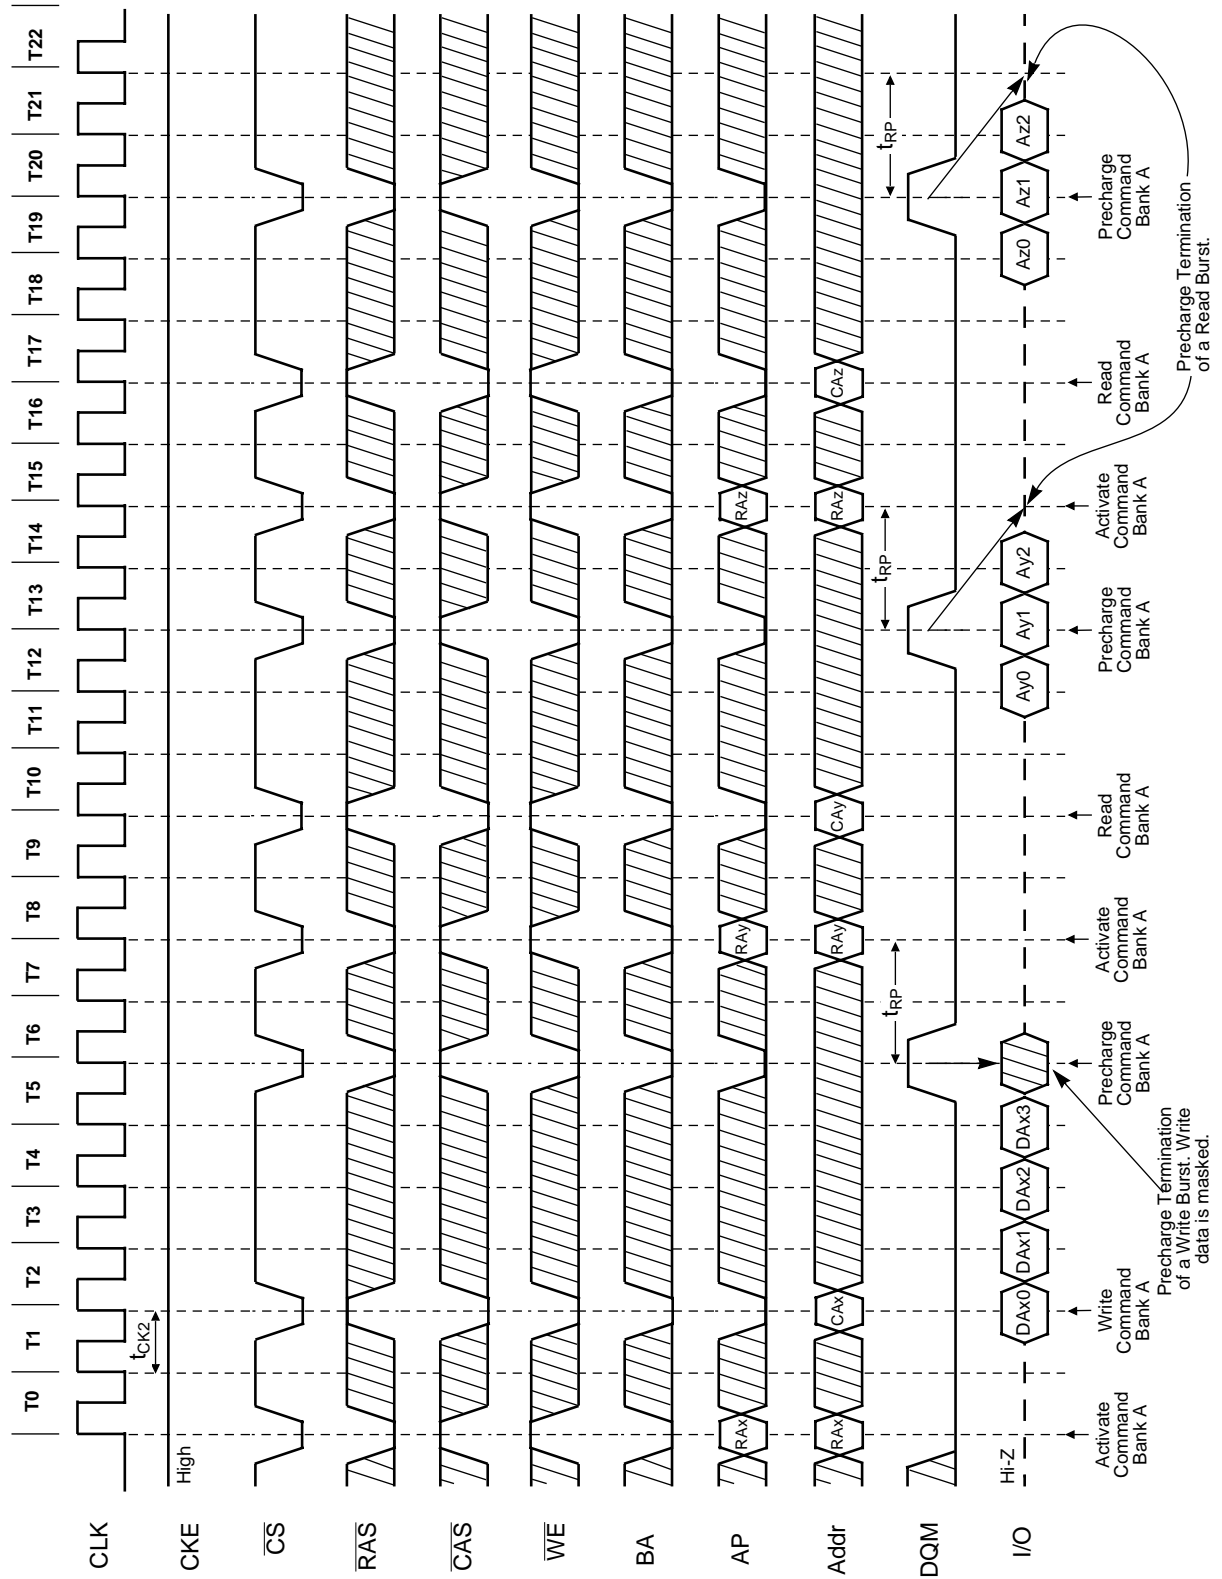 T0 T1 T2 T3 T4 T5 T6 T7 T8 T9 T10 T11 T12 T13 T14 T15 T16 T17 T18 T19 T20 T21 T22
CLK
tCK2
CKE
High
CS
RAS
CAS
WE
BA
AP
RAx RAy RAz
Addr
RAx CAx RAy CAy RAz CAz
tRP tRP tRP
DQM
I/O
Hi-Z
DAx0 DAx1 DAx2 DAx3 Ay0 Ay1 Ay2 Az0 Az1 Az2
Activate
Command
Bank A
Write
Command
Bank A
Precharge
Command
Bank A
Activate
Command
Bank A
Read
Command
Bank A
Precharge
Command
Bank A
Activate
Command
Bank A
Read
Command
Bank A
Precharge
Command
Bank A
Precharge Termination
of a Write Burst. Write
data is masked.
Precharge Termination
of a Read Burst.